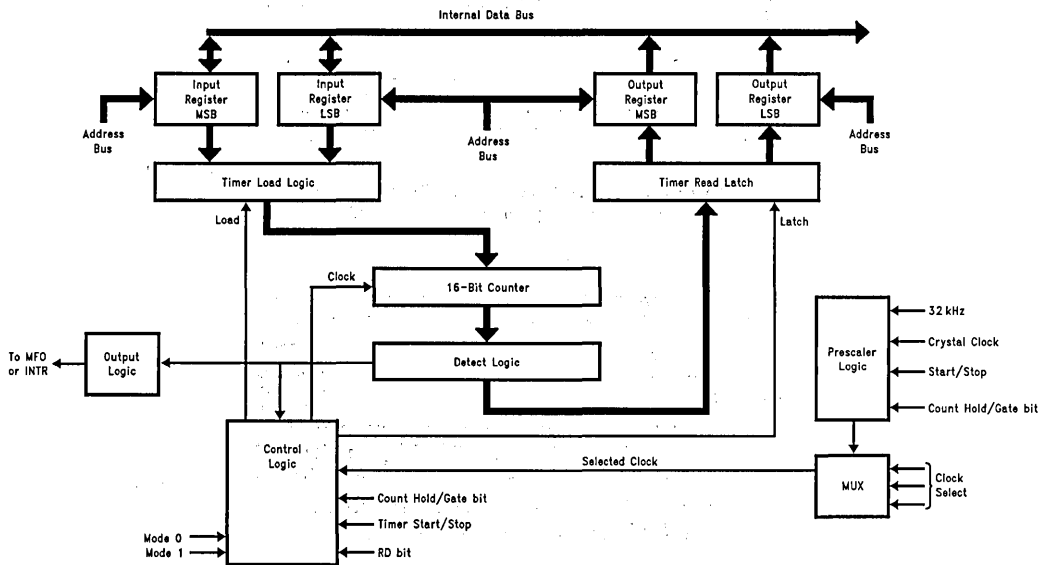 Internal Data Bus
Input
Register
MSB
Input
Register
LSB
Output
Register
MSB
Output
Register
LSB
Address
Bus
Address
Bus
Address
Bus
Timer Load Logic
Timer Read Latch
Load
Latch
Clock
16-Bit Counter
Detect Logic
To MFO
or INTR
Output
Logic
Prescaler
Logic
32 kHz
Crystal Clock
Start/Stop
Count Hold/Gate bit
Control
Logic
Selected Clock
MUX
Clock
Select
Count Hold/Gate bit
Timer Start/Stop
RD bit
Mode 0
Mode 1